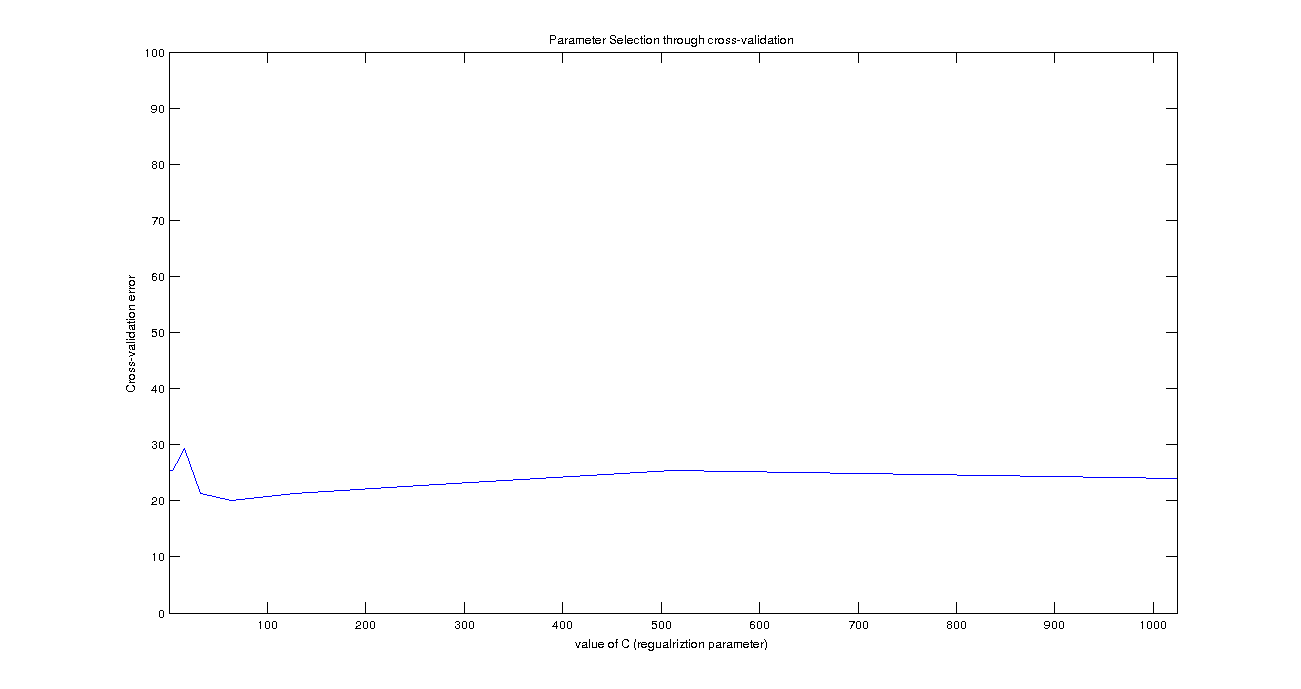 Parameter Selection through cross-validation
100
90
80
70
60
50
40
30
20
10
0
Cross-validation error
100 200 300 400 500 600 700 800 900 1000
value of C (regualriztion parameter)